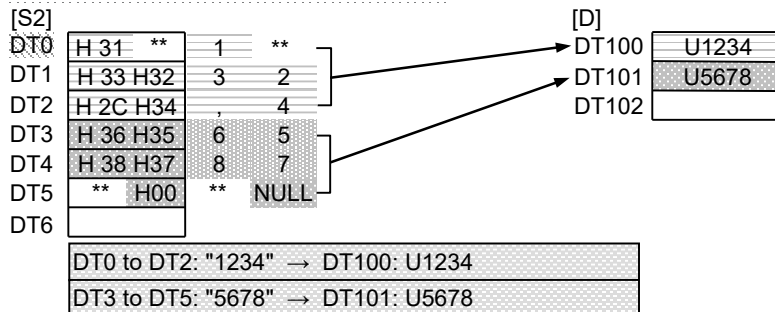 [S2] [D]
DT0 H 31 ** 1 ** DT100 U1234
DT1 H 33 H32 3 2 DT101 U5678
DT2 H 2C H34 , 4 DT102
DT3 H 36 H35 6 5
DT4 H 38 H37 8 7
DT5 ** H00 ** NULL
DT6
DT0 to DT2: "1234" → DT100: U1234
DT3 to DT5: "5678" → DT101: U5678